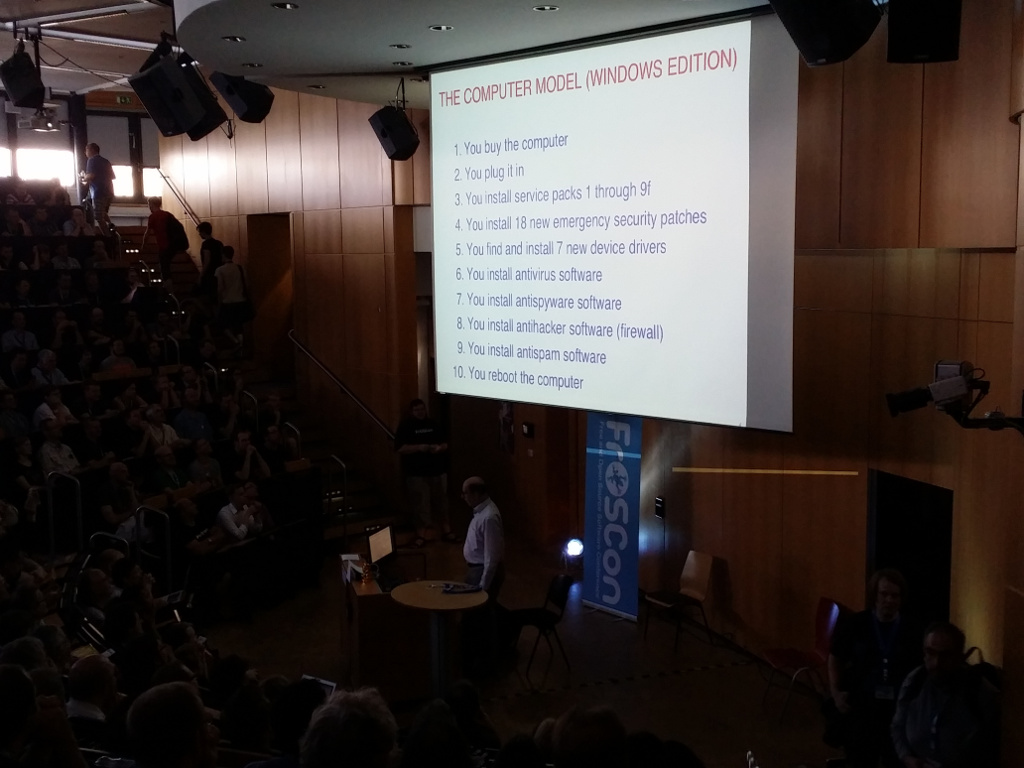 THE COMPUTER MODEL (WINDOWS EDITION)
1. You buy the computer
2. You plug it in
3. You install service packs 1 through 9f
4. You install 18 new emergency security patches
5. You find and install 7 new device drivers
6. You install antivirus software
7. You install antispyware software
8. You install antihacker software (firewall)
9. You install antispam software
10. You reboot the computer
FrOSCon